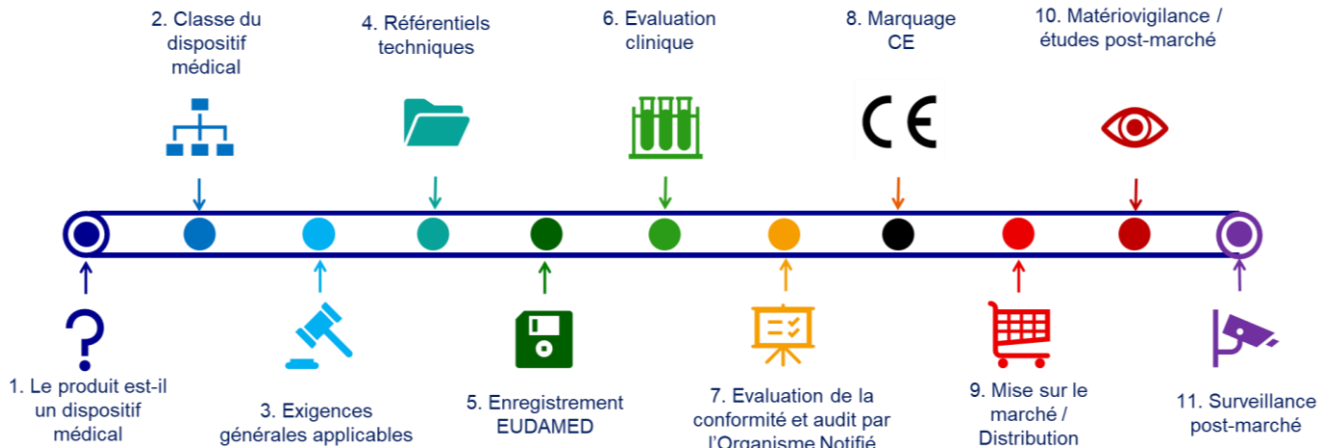 1. Le produit est-il
un dispositif
médical
2. Classe du
dispositif
médical
3. Exigences
générales applicables
4. Référentiels
techniques
5. Enregistrement
EUDAMED
6. Evaluation
clinique
7. Evaluation de la
conformité et audit par
l'Organisme Notifié
8. Marquage
CE
CE
9. Mise sur le
marché /
Distribution
10. Matériovigilance /
études post-marché
11. Surveillance
post-marché